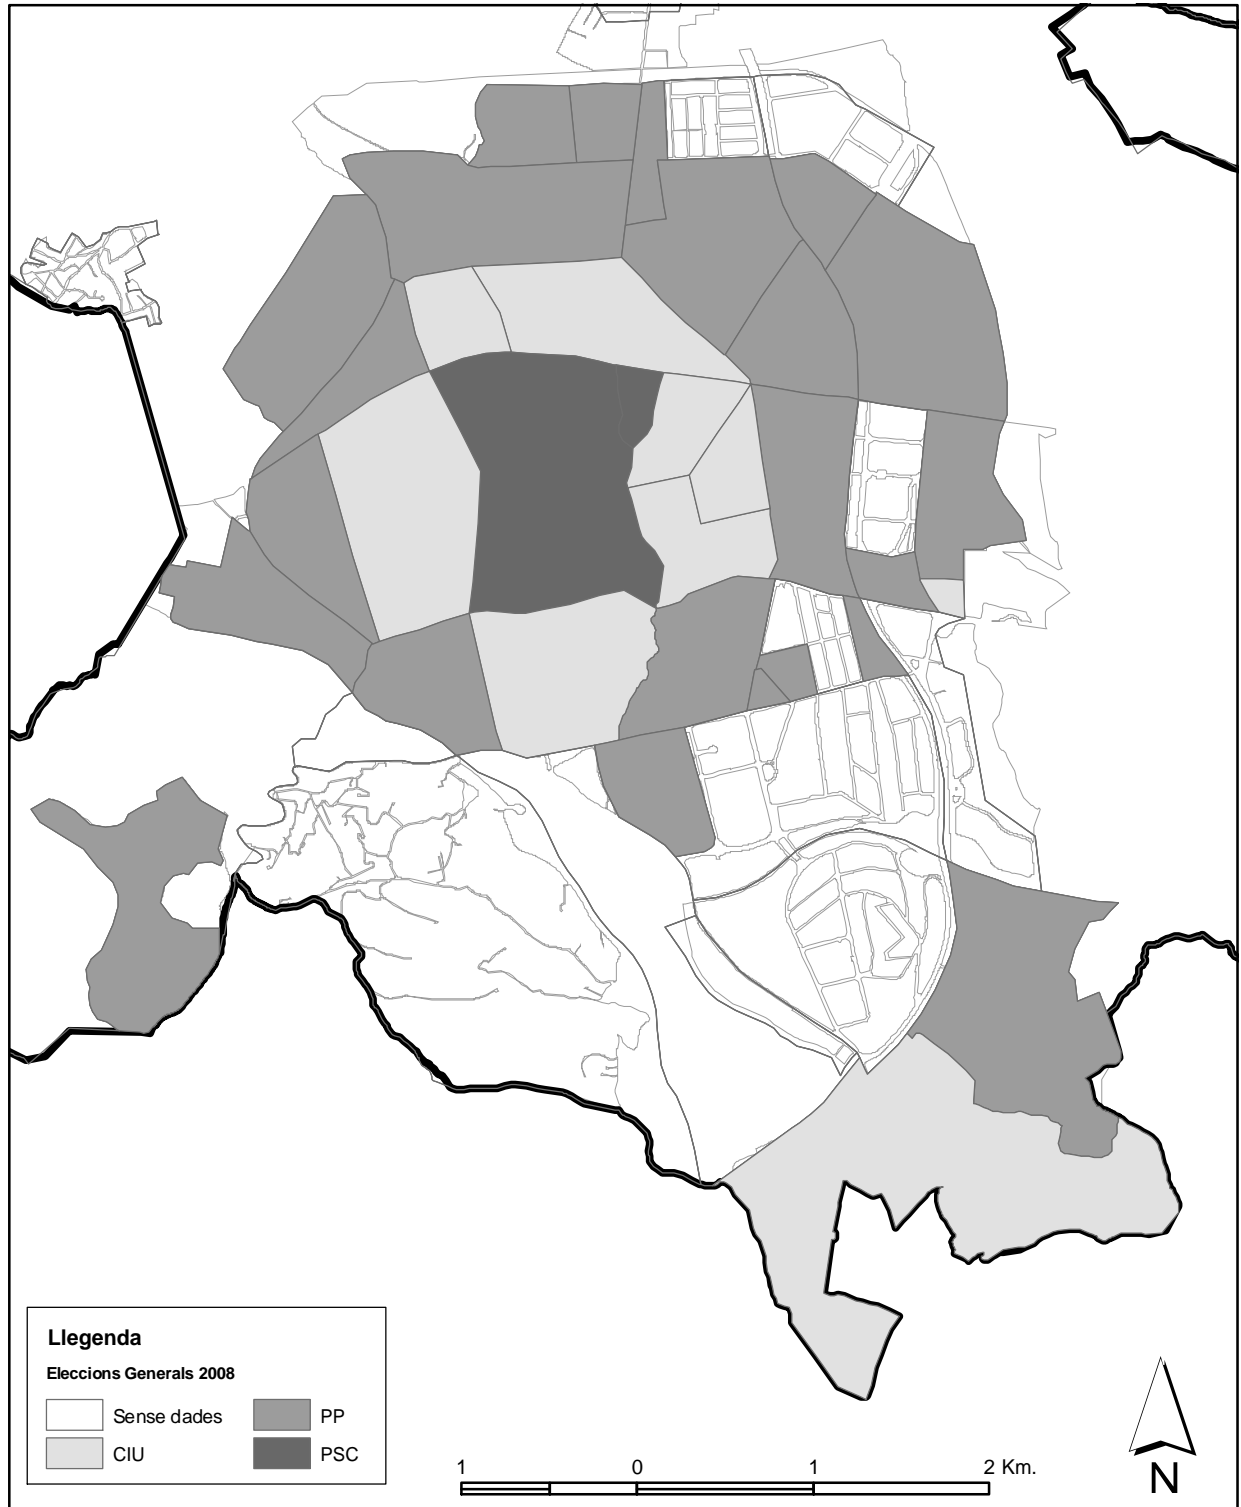 Llegenda
Eleccions Generals 2008
Sense dades
PP
CIU
PSC
1 0 1 2 Km.
N